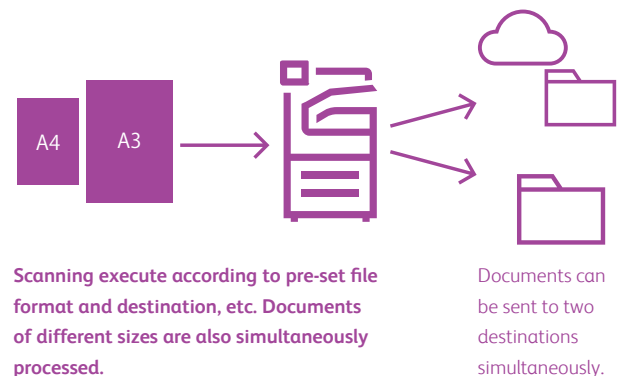 A4
A3
Scanning execute according to pre-set file
format and destination, etc. Documents
of different sizes are also simultaneously
processed.
Documents can
be sent to two
destinations
simultaneously.